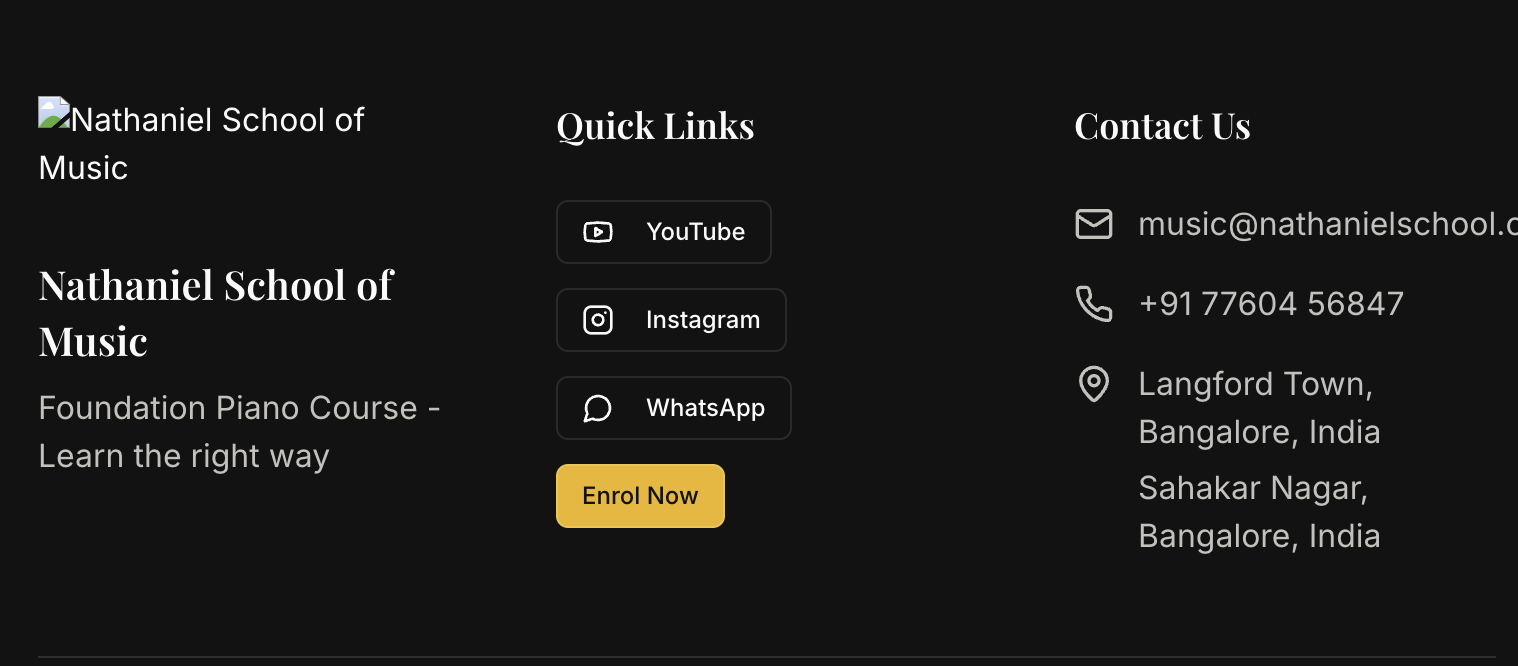 Nathaniel School of
Music
Nathaniel School of
Music
Foundation Piano Course -
Learn the right way
Quick Links
YouTube
Instagram
WhatsApp
Enrol Now
Contact Us
music@nathanielschool.c
+91 77604 56847
Langford Town,
Bangalore, India
Sahakar Nagar,
Bangalore, India